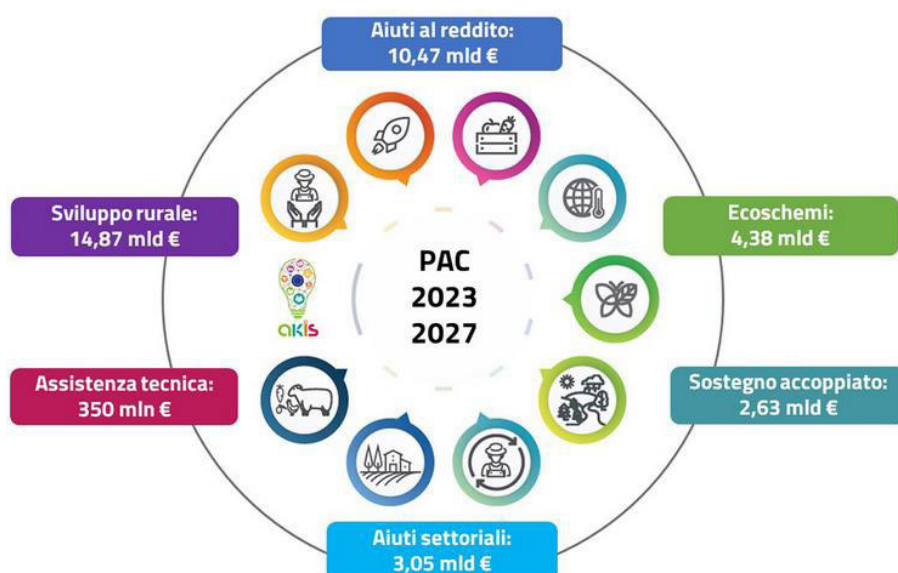 Aiuti al reddito:
10,47 mld €
Sviluppo rurale:
14,87 mld €
Ecoschemi:
4,38 mld €
PAC
2023
2027
akis
Assistenza tecnica:
350 mln €
Sostegno accoppiato:
2,63 mld €
Aiuti settoriali:
3,05 mld €